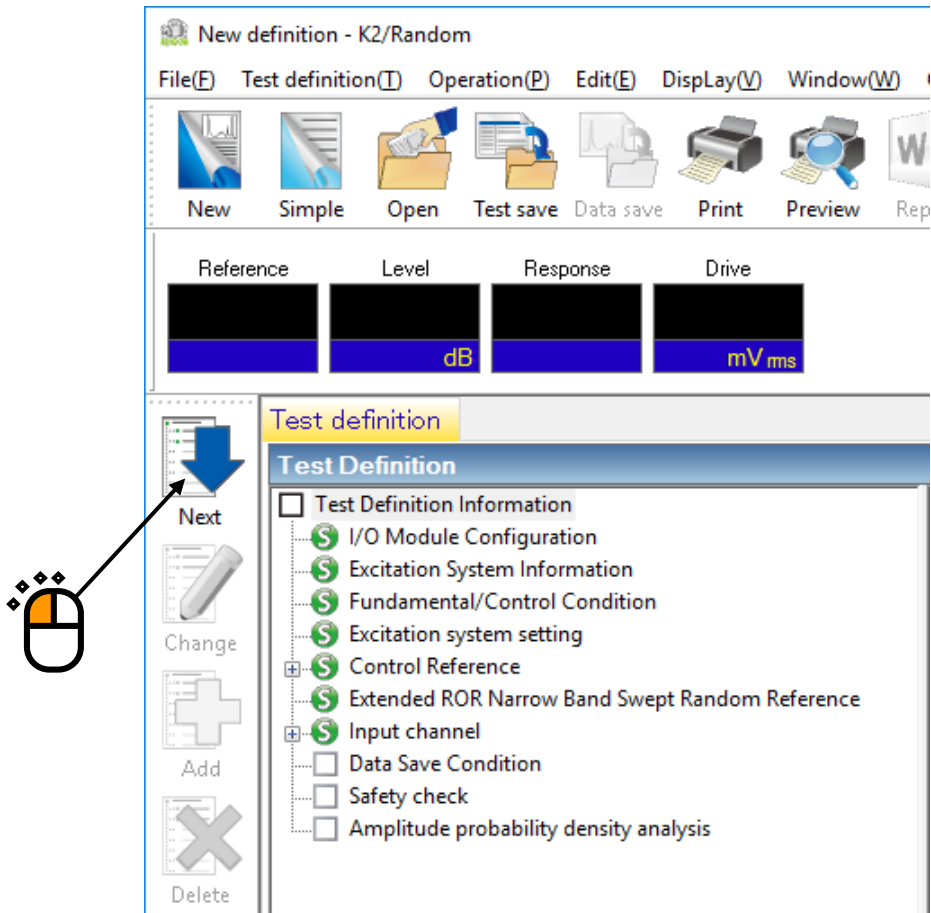 New definition - K2/Random
File(F) Test definition(T) Operation(P) Edit(E) DispLay(V) Window(W)
New Simple Open Test save Data save Print Preview
Reference Level Response Drive
dB mV rms
Test definition
Test Definition
Next
Change
Add
Delete
Test Definition Information
S I/O Module Configuration
S Excitation System Information
S Fundamental/Control Condition
S Excitation system setting
S Control Reference
S Extended ROR Narrow Band Swept Random Reference
S Input channel
Data Save Condition
Safety check
Amplitude probability density analysis